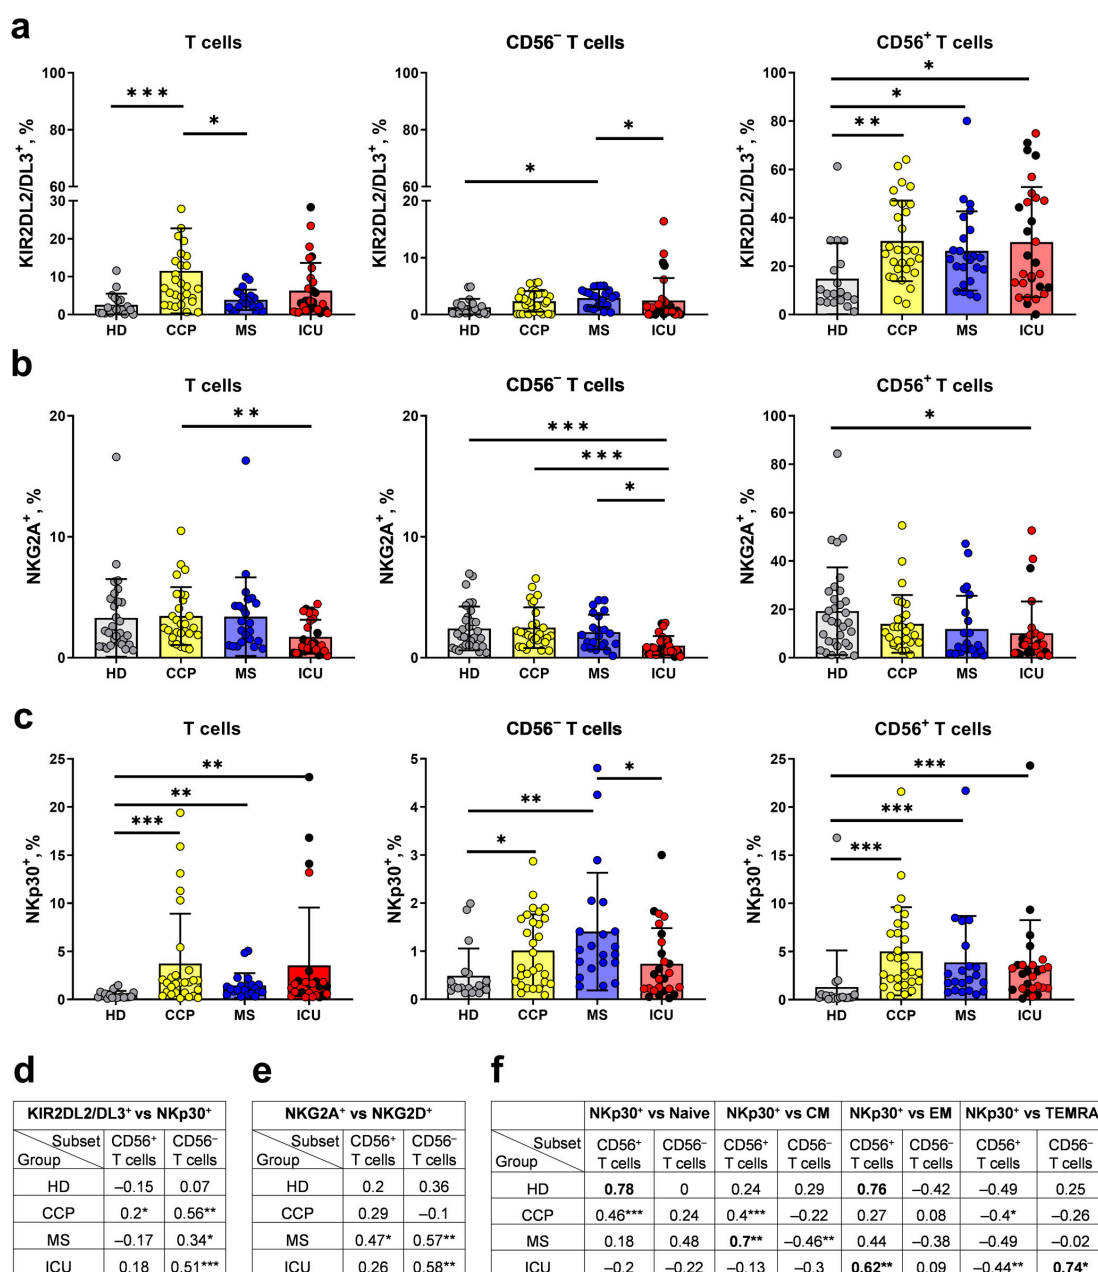 a
T cells
CD56– T cells
CD56+ T cells
KIR2DL2/DL3+, %
100
80
60
30
20
10
0
***
*
HD CCP MS ICU
KIR2DL2/DL3+, %
100
80
60
30
20
10
0
*
*
HD CCP MS ICU
KIR2DL2/DL3+, %
100
80
60
40
20
0
*
*
**
HD CCP MS ICU
b
T cells
CD56– T cells
CD56+ T cells
NKG2A+, %
20
10
0
**
HD CCP MS ICU
NKG2A+, %
20
10
0
***
***
*
HD CCP MS ICU
NKG2A+, %
100
80
60
40
20
0
*
HD CCP MS ICU
c
T cells
CD56– T cells
CD56+ T cells
NKp30+, %
25
20
15
10
5
0
**
**
***
HD CCP MS ICU
NKp30+, %
5
4
3
2
1
0
*
**
*
HD CCP MS ICU
NKp30+, %
25
20
15
10
5
0
***
***
***
HD CCP MS ICU
d
KIR2DL2/DL3+ vs NKp30+
Subset CD56+ CD56–
Group T cells T cells
HD –0.15 0.07
CCP 0.2* 0.56**
MS –0.17 0.34*
ICU 0.18 0.51***
e
NKG2A+ vs NKG2D+
Subset CD56+ CD56–
Group T cells T cells
HD 0.2 0.36
CCP 0.29 –0.1
MS 0.47* 0.57**
ICU 0.26 0.58**
f
NKp30+ vs Naive NKp30+ vs CM NKp30+ vs EM NKp30+ vs TEMRA
Subset CD56+ CD56– CD56+ CD56– CD56+ CD56– CD56+ CD56–
Group T cells T cells T cells T cells T cells T cells T cells T cells
HD 0.78 0 0.24 0.29 0.76 –0.42 –0.49 0.25
CCP 0.46*** 0.24 0.4*** –0.22 0.27 0.08 –0.4* –0.26
MS 0.18 0.48 0.7** –0.46** 0.44 –0.38 –0.49 –0.02
ICU –0.2 –0.22 –0.13 –0.3 0.62** 0.09 –0.44** 0.74*